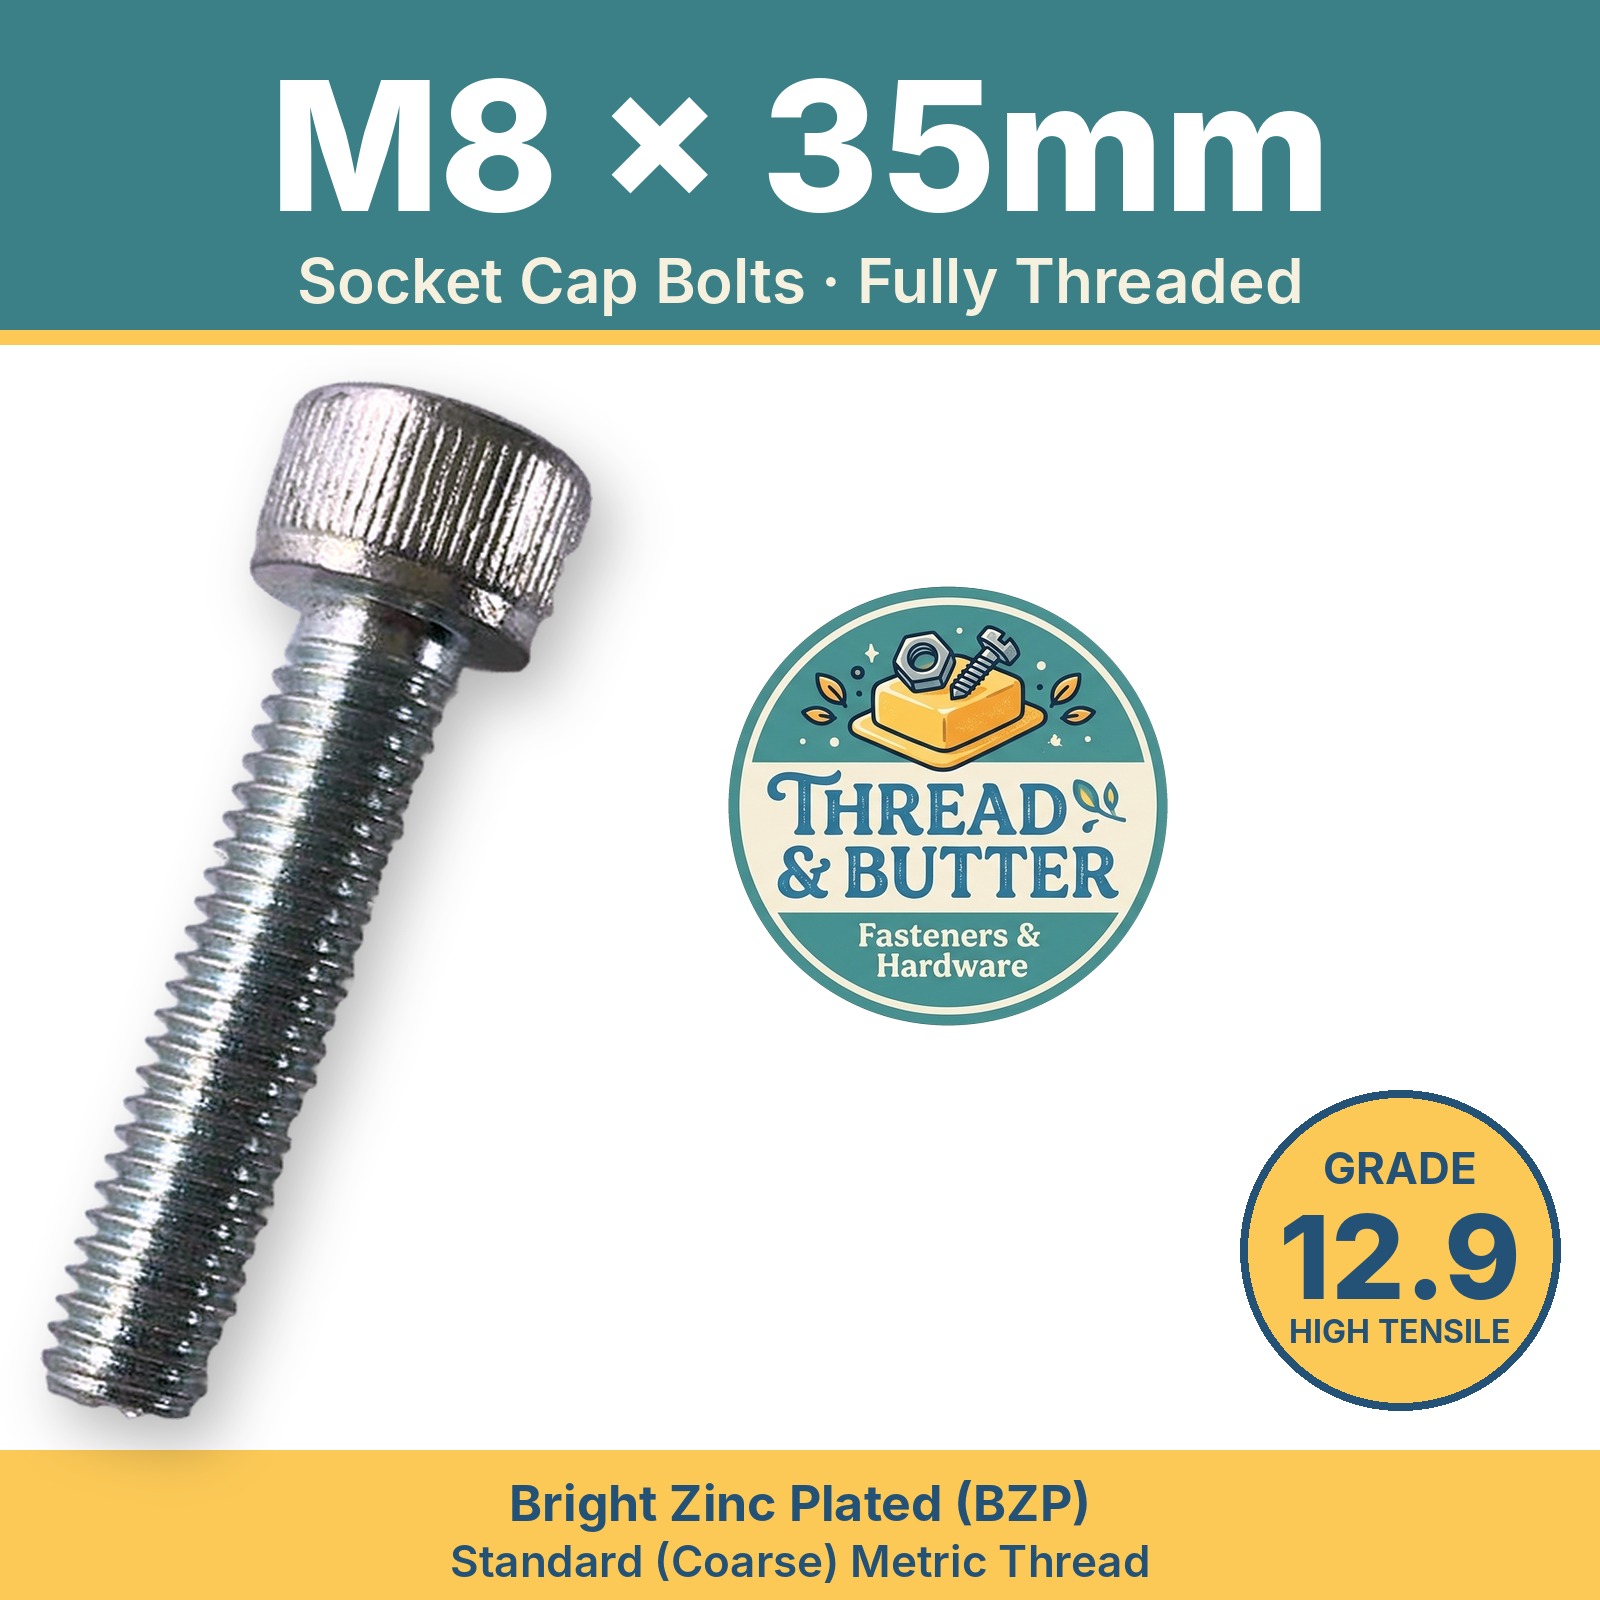 M8 × 35mm
Socket Cap Bolts · Fully Threaded
THREAD
& BUTTER
Fasteners &
Hardware
GRADE
12.9
HIGH TENSILE
Bright Zinc Plated (BZP)
Standard (Coarse) Metric Thread